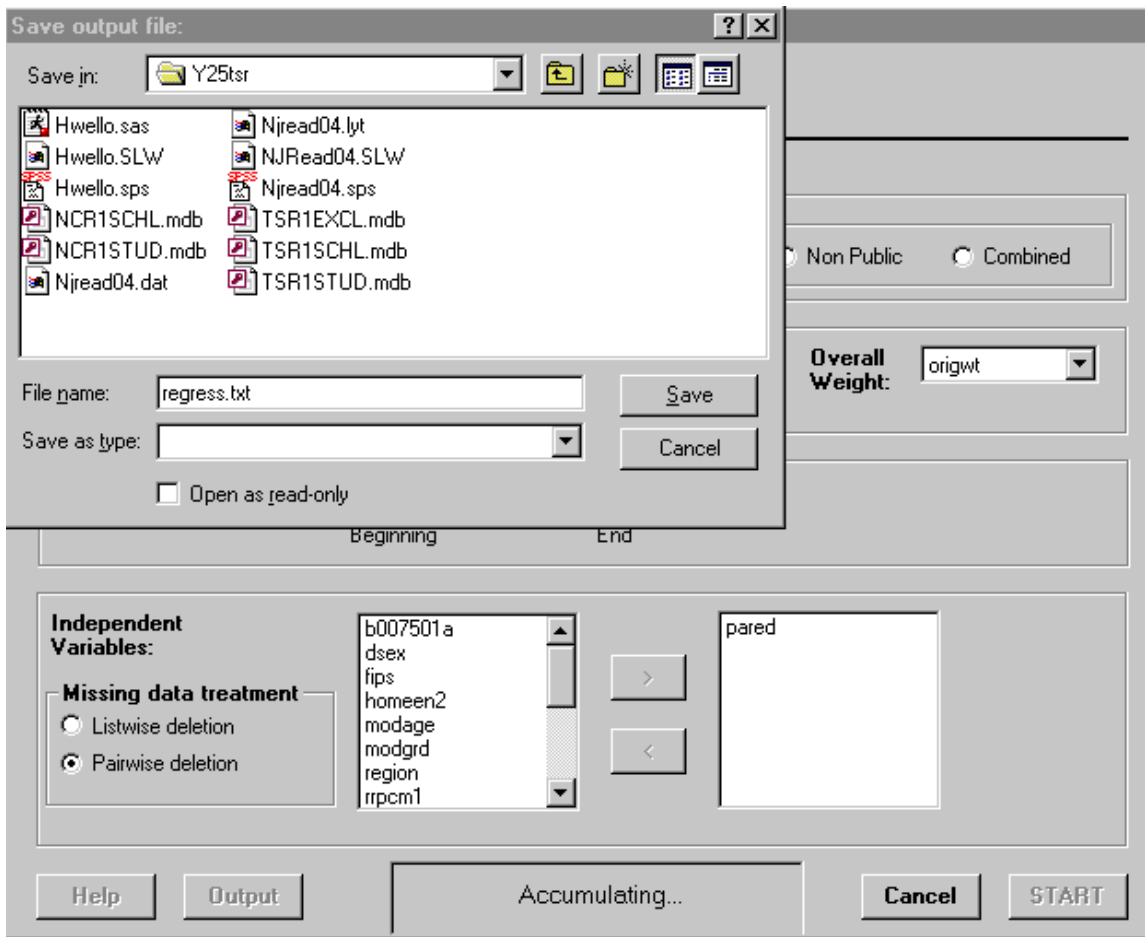 Save output file:
Save in: Y25tsr
Hwello.sas
Hwello.SLW
SPSS
Hwello.sps
NCR1SCHL.mdb
NCR1STUD.mdb
Njread04.dat
Njread04.lyt
NJRead04.SLW
SPSS
Njread04.sps
TSR1EXCL.mdb
TSR1SCHL.mdb
TSR1STUD.mdb
File name: regress.txt Save
Save as type: Cancel
Open as read-only
Non Public Combined
Overall
Weight: origwt
Beginning End
Independent
Variables:
Missing data treatment
Listwise deletion
Pairwise deletion
b007501a
dsex
fips
homeen2
modage
modgrd
region
rrpcm1
>
<
pared
Help Output Accumulating... Cancel START